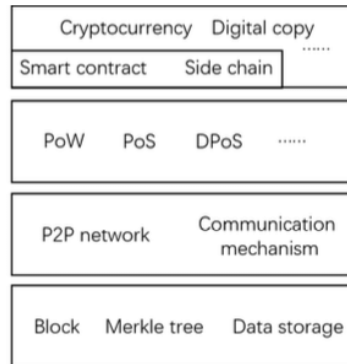 Cryptocurrency Digital copy
......
Smart contract Side chain
PoW PoS DPoS ......
P2P network Communication
mechanism
Block Merkle tree Data storage